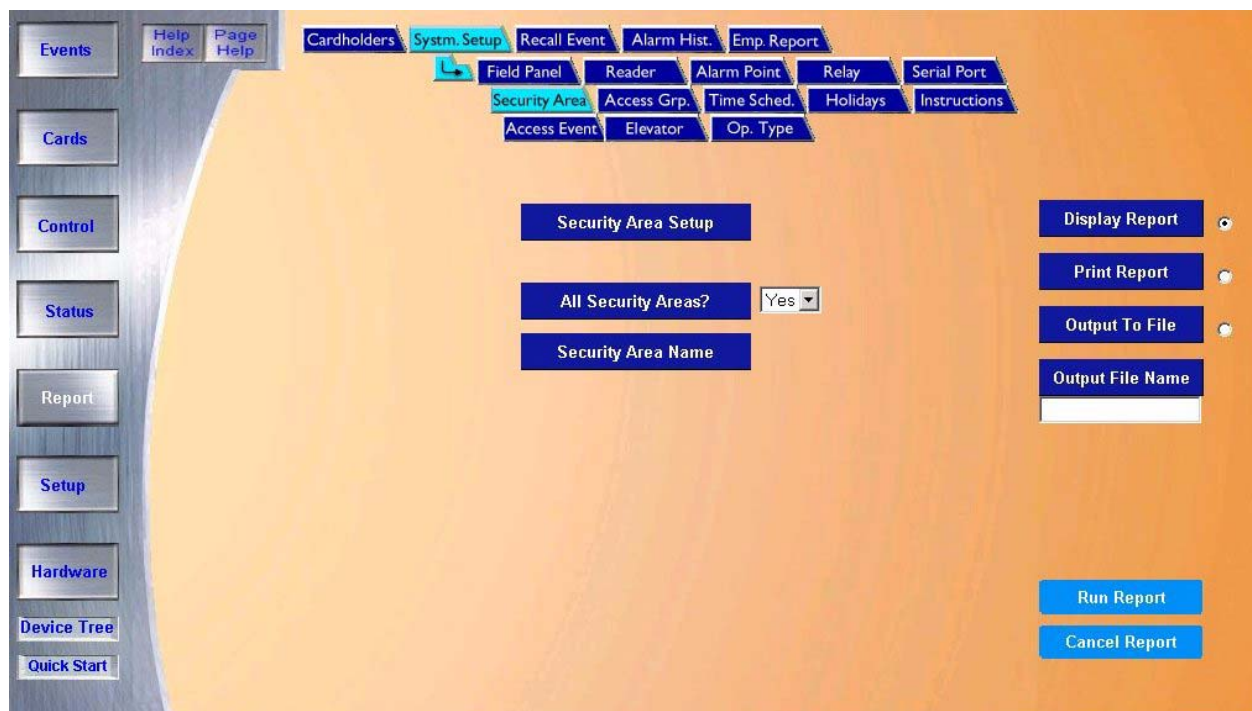 Events
Help Index
Page Help
Cardholders
Systm. Setup
Recall Event
Alarm Hist.
Emp. Report
Field Panel
Reader
Alarm Point
Relay
Serial Port
Security Area
Access Grp.
Time Sched.
Holidays
Instructions
Access Event
Elevator
Op. Type
Cards
Control
Status
Report
Setup
Hardware
Device Tree
Quick Start
Security Area Setup
All Security Areas?
Yes
Security Area Name
Display Report
Print Report
Output To File
Output File Name
Run Report
Cancel Report